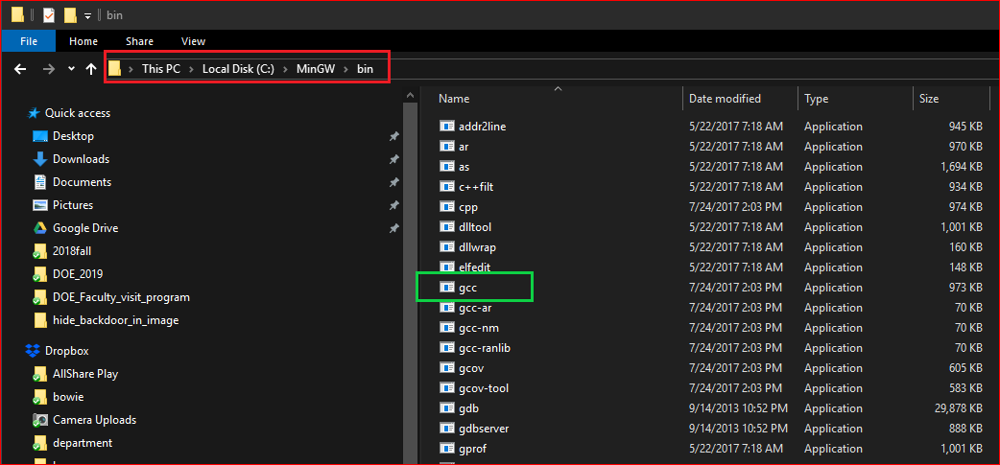 bin
File Home Share View
This PC > Local Disk (C:) > MinGW > bin
Quick access
Desktop
Downloads
Documents
Pictures
Google Drive
2018fall
DOE_2019
DOE_Faculty_visit_program
hide_backdoor_in_image
Dropbox
AllShare Play
bowie
Camera Uploads
department
Name Date modified Type Size
addr2line 5/22/2017 7:18 AM Application 945 KB
ar 5/22/2017 7:18 AM Application 970 KB
as 5/22/2017 7:18 AM Application 1,694 KB
c++filt 5/22/2017 7:18 AM Application 934 KB
cpp 7/24/2017 2:03 PM Application 974 KB
dlltool 5/22/2017 7:18 AM Application 1,001 KB
dllwrap 5/22/2017 7:18 AM Application 160 KB
elfedit 5/22/2017 7:18 AM Application 148 KB
gcc 7/24/2017 2:03 PM Application 973 KB
gcc-ar 7/24/2017 2:03 PM Application 70 KB
gcc-nm 7/24/2017 2:03 PM Application 70 KB
gcc-ranlib 7/24/2017 2:03 PM Application 70 KB
gcov 7/24/2017 2:03 PM Application 605 KB
gcov-tool 7/24/2017 2:03 PM Application 583 KB
gdb 9/14/2013 10:52 PM Application 29,878 KB
gdbserver 9/14/2013 10:52 PM Application 888 KB
gprof 5/22/2017 7:18 AM Application 1,001 KB